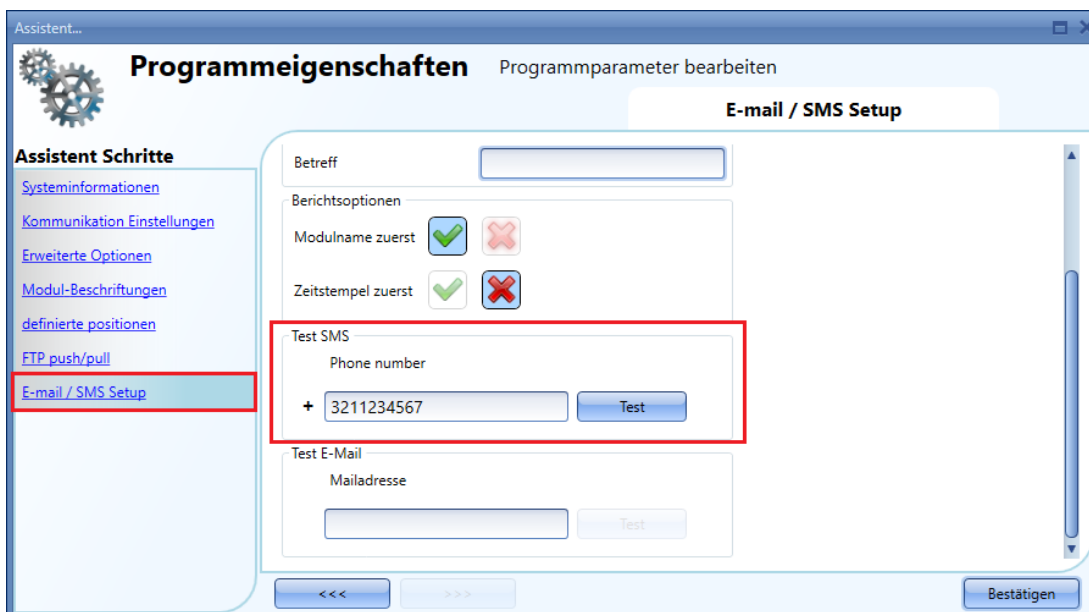 Assistent...
Programmeigenschaften Programmparameter bearbeiten
E-mail / SMS Setup
Assistent Schritte
Systeminformationen
Kommunikation Einstellungen
Erweiterte Optionen
Modul-Beschriftungen
definierte positionen
FTP push/pull
E-mail / SMS Setup
Betreff
Berichtsoptionen
Modulname zuerst
Zeitstempel zuerst
Test SMS
Phone number
+ 3211234567 Test
Test E-Mail
Mailadresse
Test
<<< >>> Bestätigen